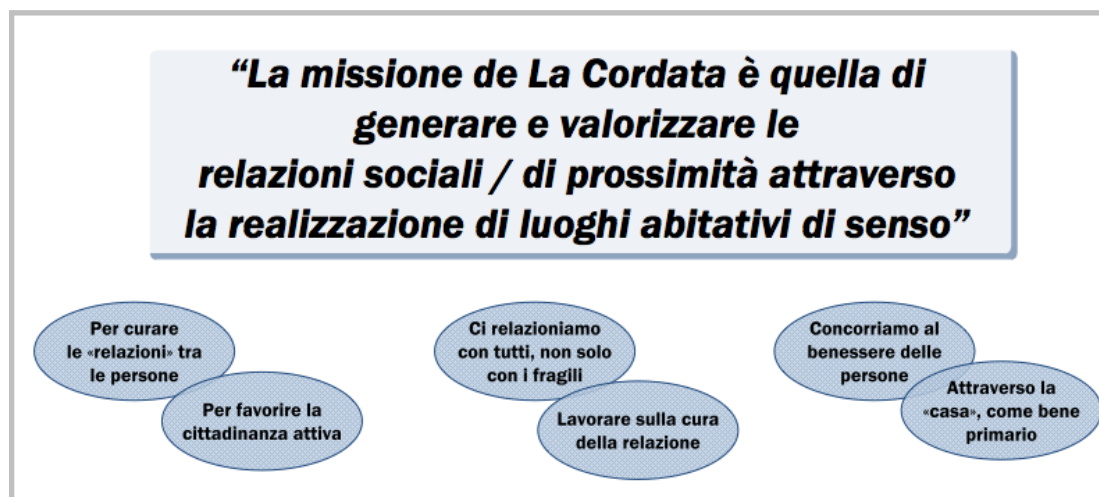 “La missione de La Cordata è quella di
generare e valorizzare le
relazioni sociali / di prossimità attraverso
la realizzazione di luoghi abitativi di senso”
Per curare
le «relazioni» tra
le persone
Per favorire la
cittadinanza attiva
Ci relazioniamo
con tutti, non solo
con i fragili
Lavorare sulla cura
della relazione
Concorriamo al
benessere delle
persone
Attraverso la
«casa», come bene
primario